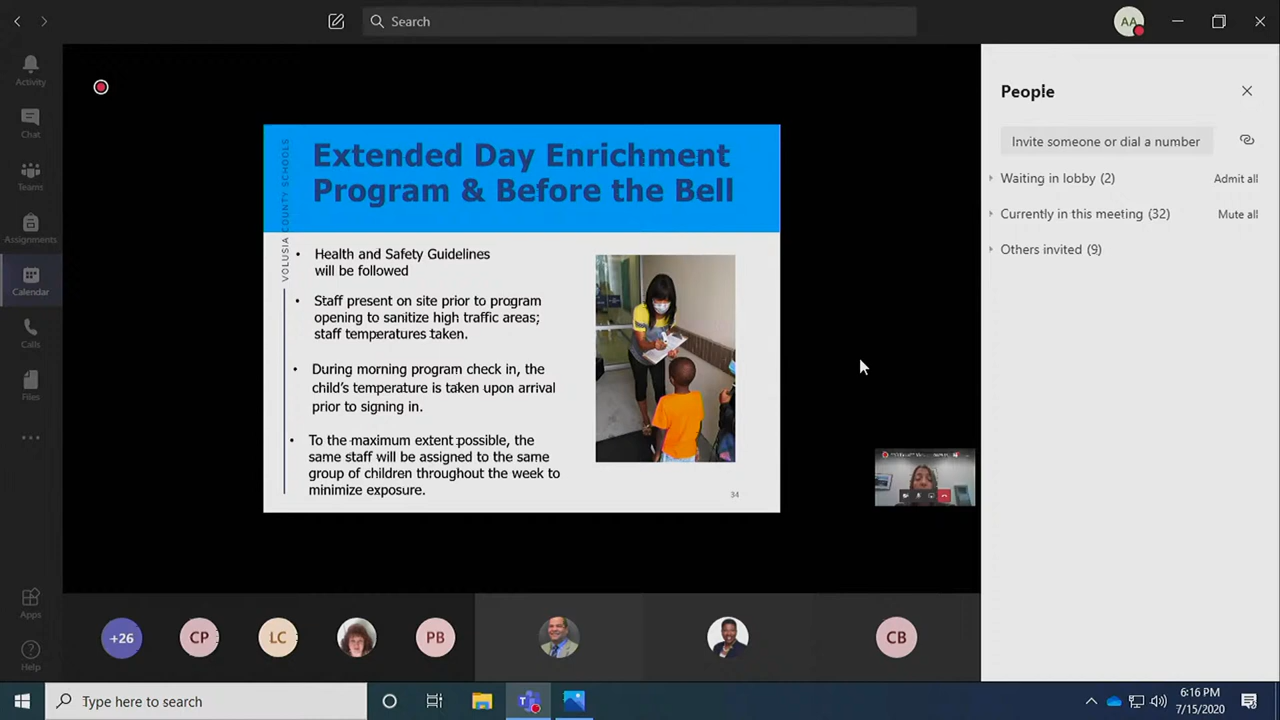 Search
AA
Activity
Chat
Teams
Assignments
Calendar
Calls
Files
Apps
Help
VOLUSIA COUNTY SCHOOLS
Extended Day Enrichment
Program & Before the Bell
• Health and Safety Guidelines
will be followed
• Staff present on site prior to program
opening to sanitize high traffic areas;
staff temperatures taken.
• During morning program check in, the
child's temperature is taken upon arrival
prior to signing in.
• To the maximum extent possible, the
same staff will be assigned to the same
group of children throughout the week to
minimize exposure.
34
People
Invite someone or dial a number
Waiting in lobby (2) Admit all
Currently in this meeting (32) Mute all
Others invited (9)
+26
CP
LC
PB
CB
Type here to search
6:16 PM
7/15/2020